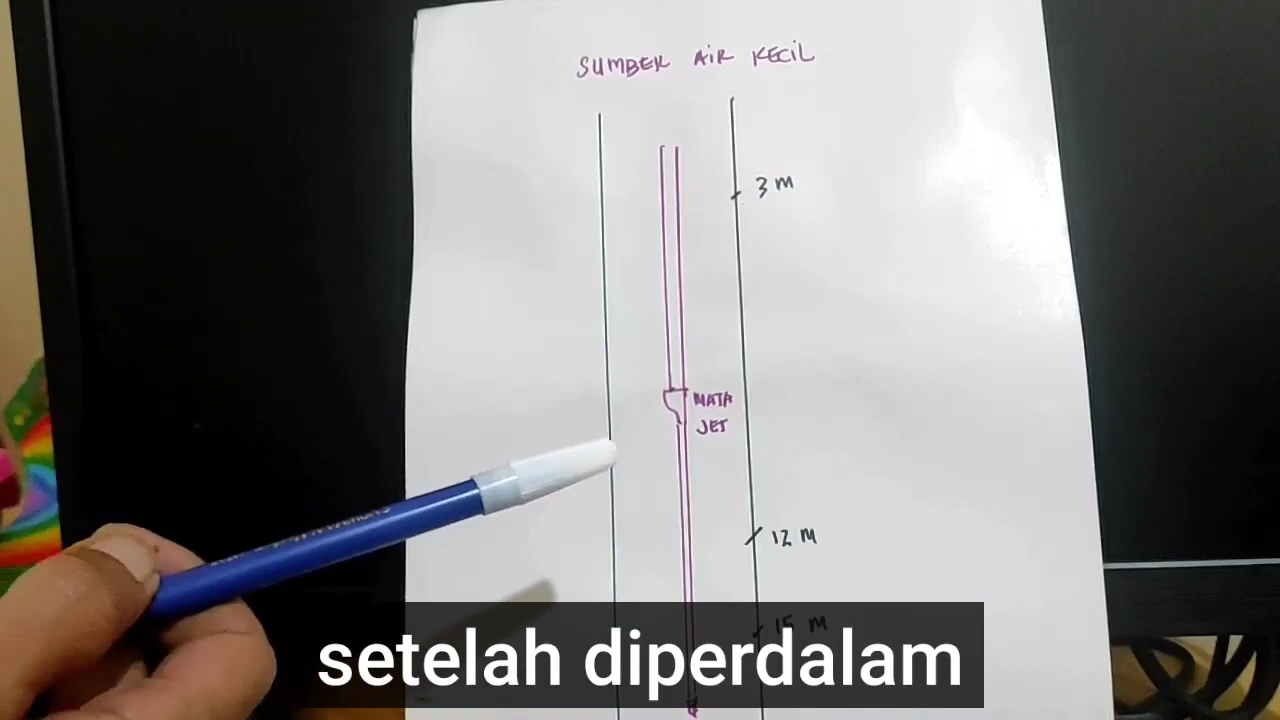 SUMBER AiR KECiL
3 M
MATA
JET
12 M
15 M
setelah diperdalam